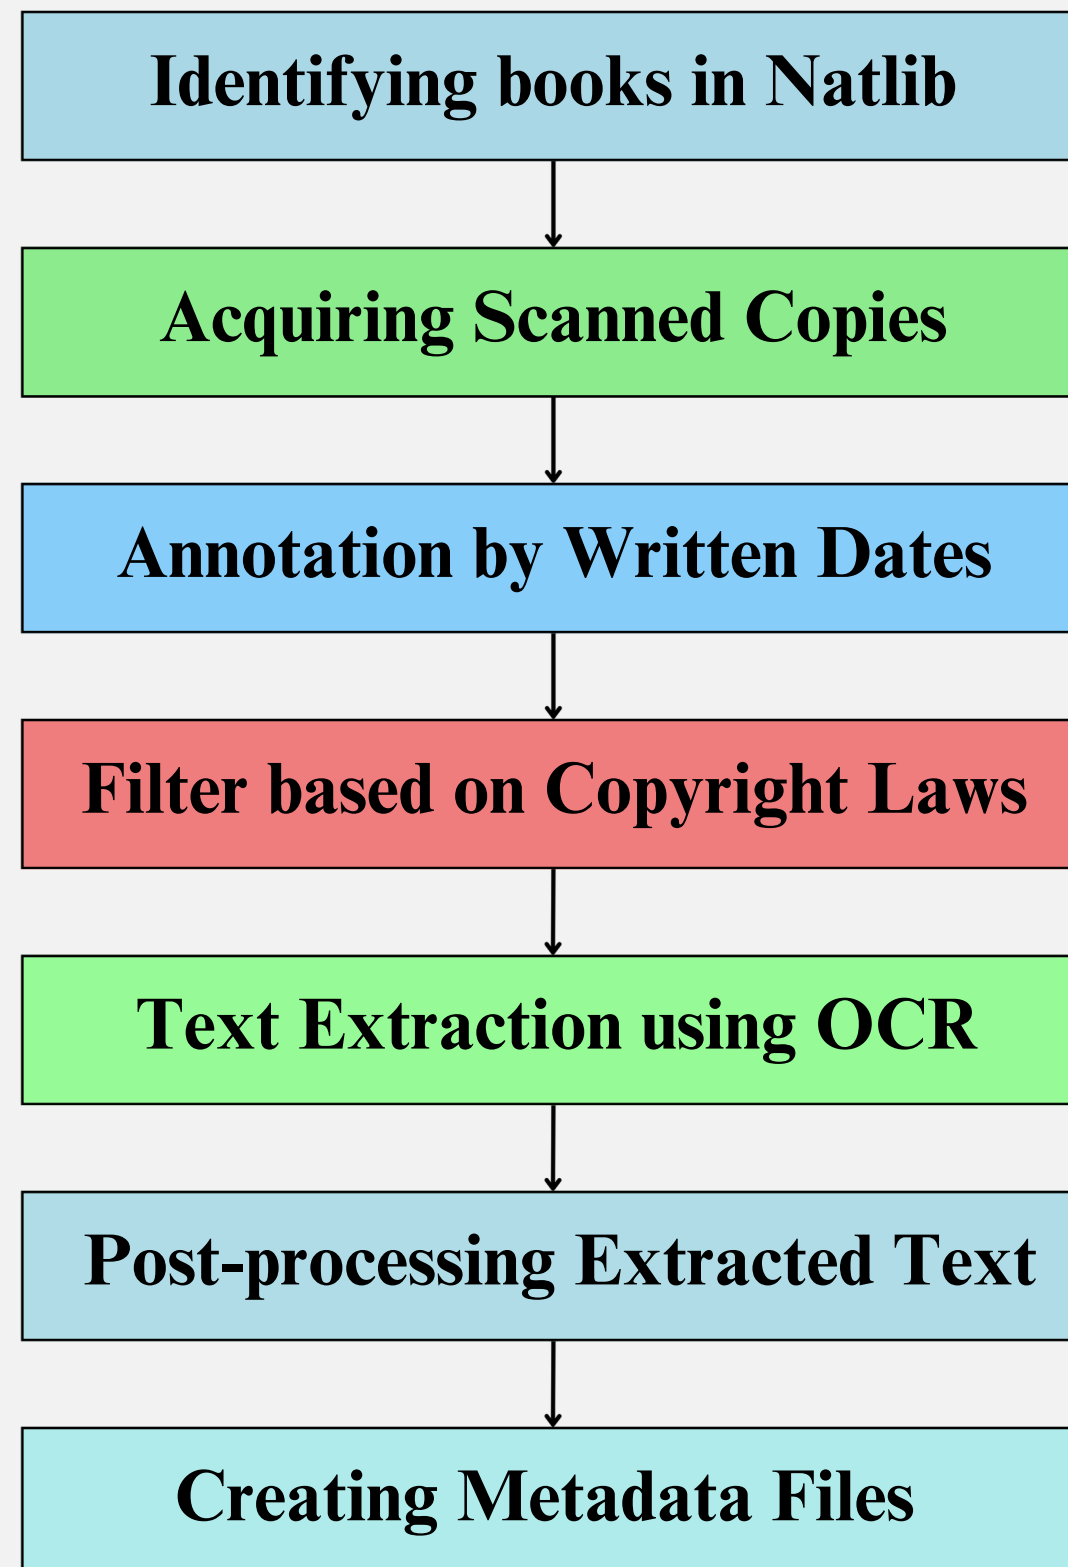 Identifying books in Natlib
Acquiring Scanned Copies
Annotation by Written Dates
Filter based on Copyright Laws
Text Extraction using OCR
Post-processing Extracted Text
Creating Metadata Files